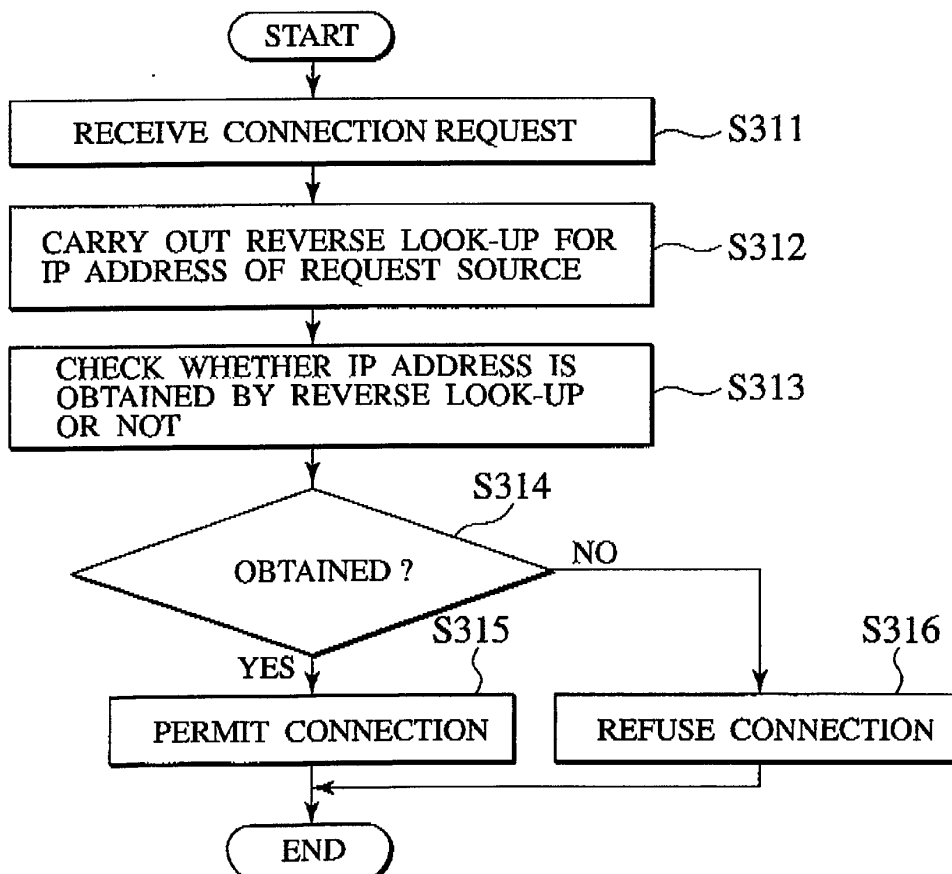 START
RECEIVE CONNECTION REQUEST
S311
CARRY OUT REVERSE LOOK-UP FOR
IP ADDRESS OF REQUEST SOURCE
S312
CHECK WHETHER IP ADDRESS IS
OBTAINED BY REVERSE LOOK-UP
OR NOT
S313
S314
OBTAINED ?
NO
YES
S315
S316
PERMIT CONNECTION
REFUSE CONNECTION
END